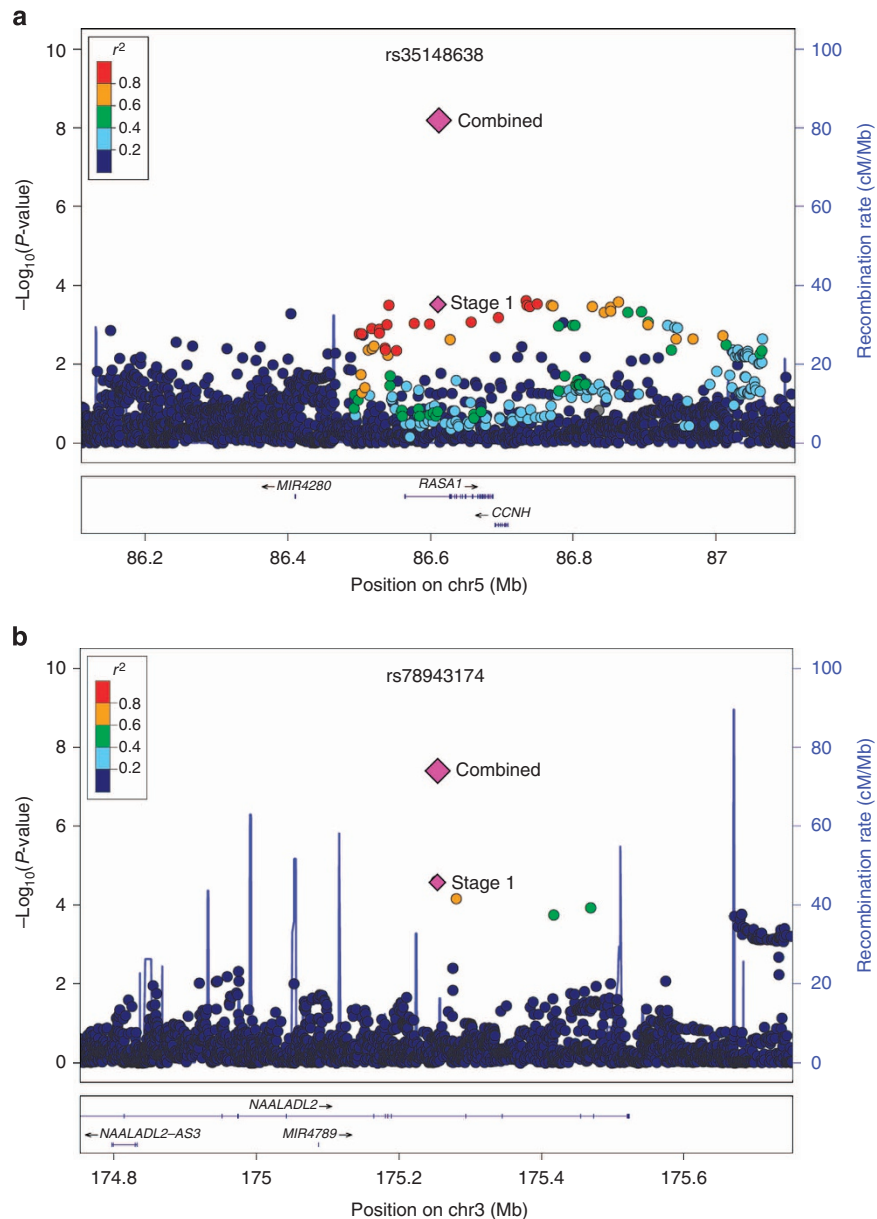 a
r2
0.8
0.6
0.4
0.2
rs35148638
Combined
Stage 1
10
8
6
4
2
0
–Log10(P-value)
100
80
60
40
20
0
Recombination rate (cM/Mb)
MIR4280
RASA1
CCNH
86.2 86.4 86.6 86.8 87
Position on chr5 (Mb)
b
r2
0.8
0.6
0.4
0.2
rs78943174
Combined
Stage 1
10
8
6
4
2
0
–Log10(P-value)
100
80
60
40
20
0
Recombination rate (cM/Mb)
NAALADL2
NAALADL2–AS3 MIR4789
174.8 175 175.2 175.4 175.6
Position on chr3 (Mb)